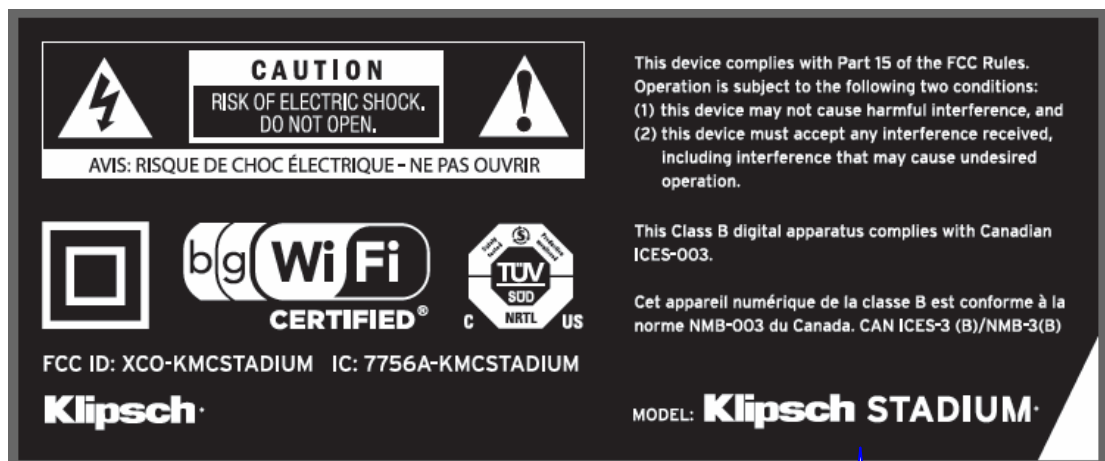 CAUTION
RISK OF ELECTRIC SHOCK.
DO NOT OPEN.
AVIS: RISQUE DE CHOC ÉLECTRIQUE – NE PAS OUVRIR
b g Wi Fi
CERTIFIED®
S
Safety tested
Production monitored
TÜV
SÜD
C NRTL US
FCC ID: XCO-KMCSTADIUM IC: 7756A-KMCSTADIUM
Klipsch
This device complies with Part 15 of the FCC Rules.
Operation is subject to the following two conditions:
(1) this device may not cause harmful interference, and
(2) this device must accept any interference received,
including interference that may cause undesired
operation.
This Class B digital apparatus complies with Canadian
ICES-003.
Cet appareil numérique de la classe B est conforme à la
norme NMB-003 du Canada. CAN ICES-3 (B)/NMB-3(B)
MODEL: Klipsch STADIUM